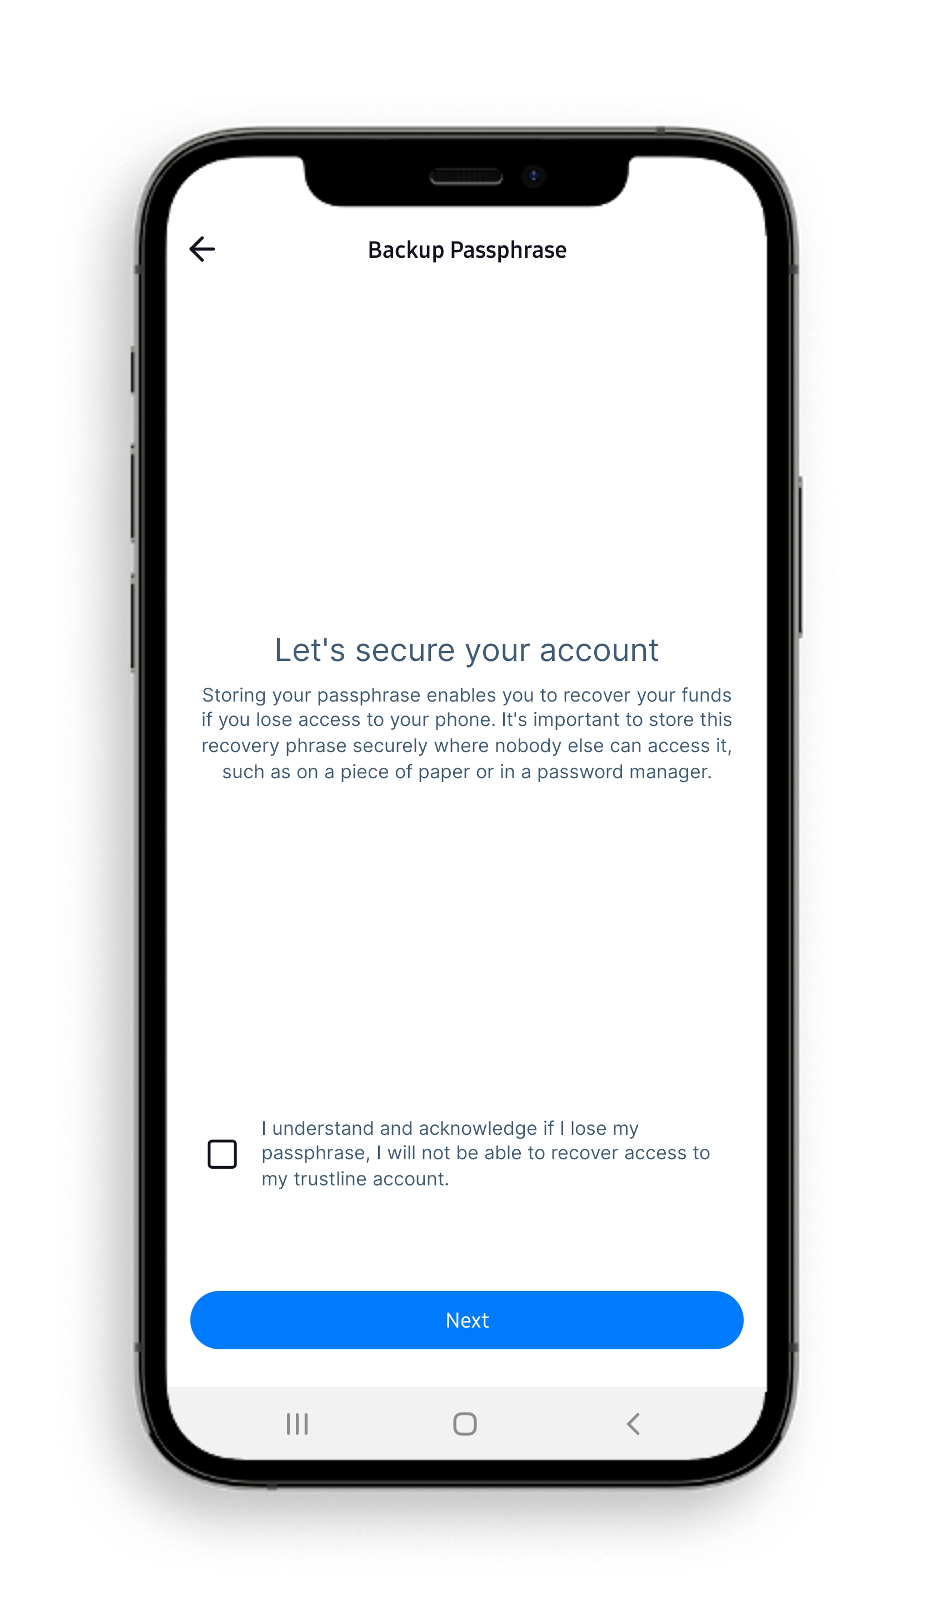 Backup Passphrase
Let's secure your account
Storing your passphrase enables you to recover your funds
if you lose access to your phone. It's important to store this
recovery phrase securely where nobody else can access it,
such as on a piece of paper or in a password manager.
I understand and acknowledge if I lose my
passphrase, I will not be able to recover access to
my trustline account.
Next